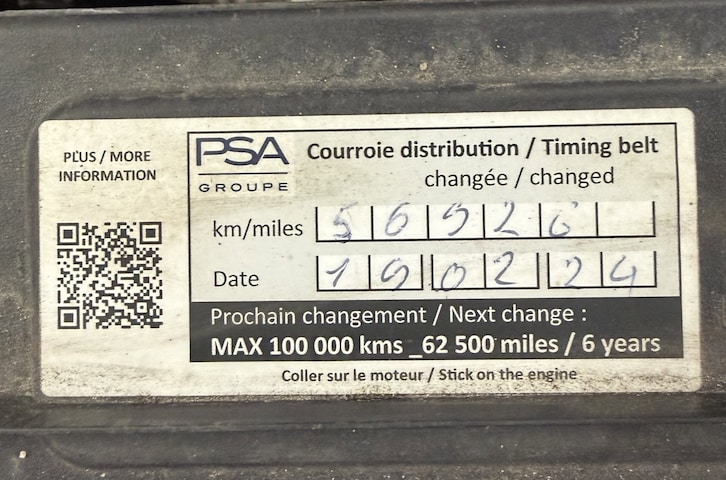 PLUS / MORE
INFORMATION
PSA
GROUPE
Courroie distribution / Timing belt
changée / changed
km/miles 5 6 9 2 6
Date 1 9 0 2 2 4
Prochain changement / Next change :
MAX 100 000 kms _62 500 miles / 6 years
Coller sur le moteur / Stick on the engine